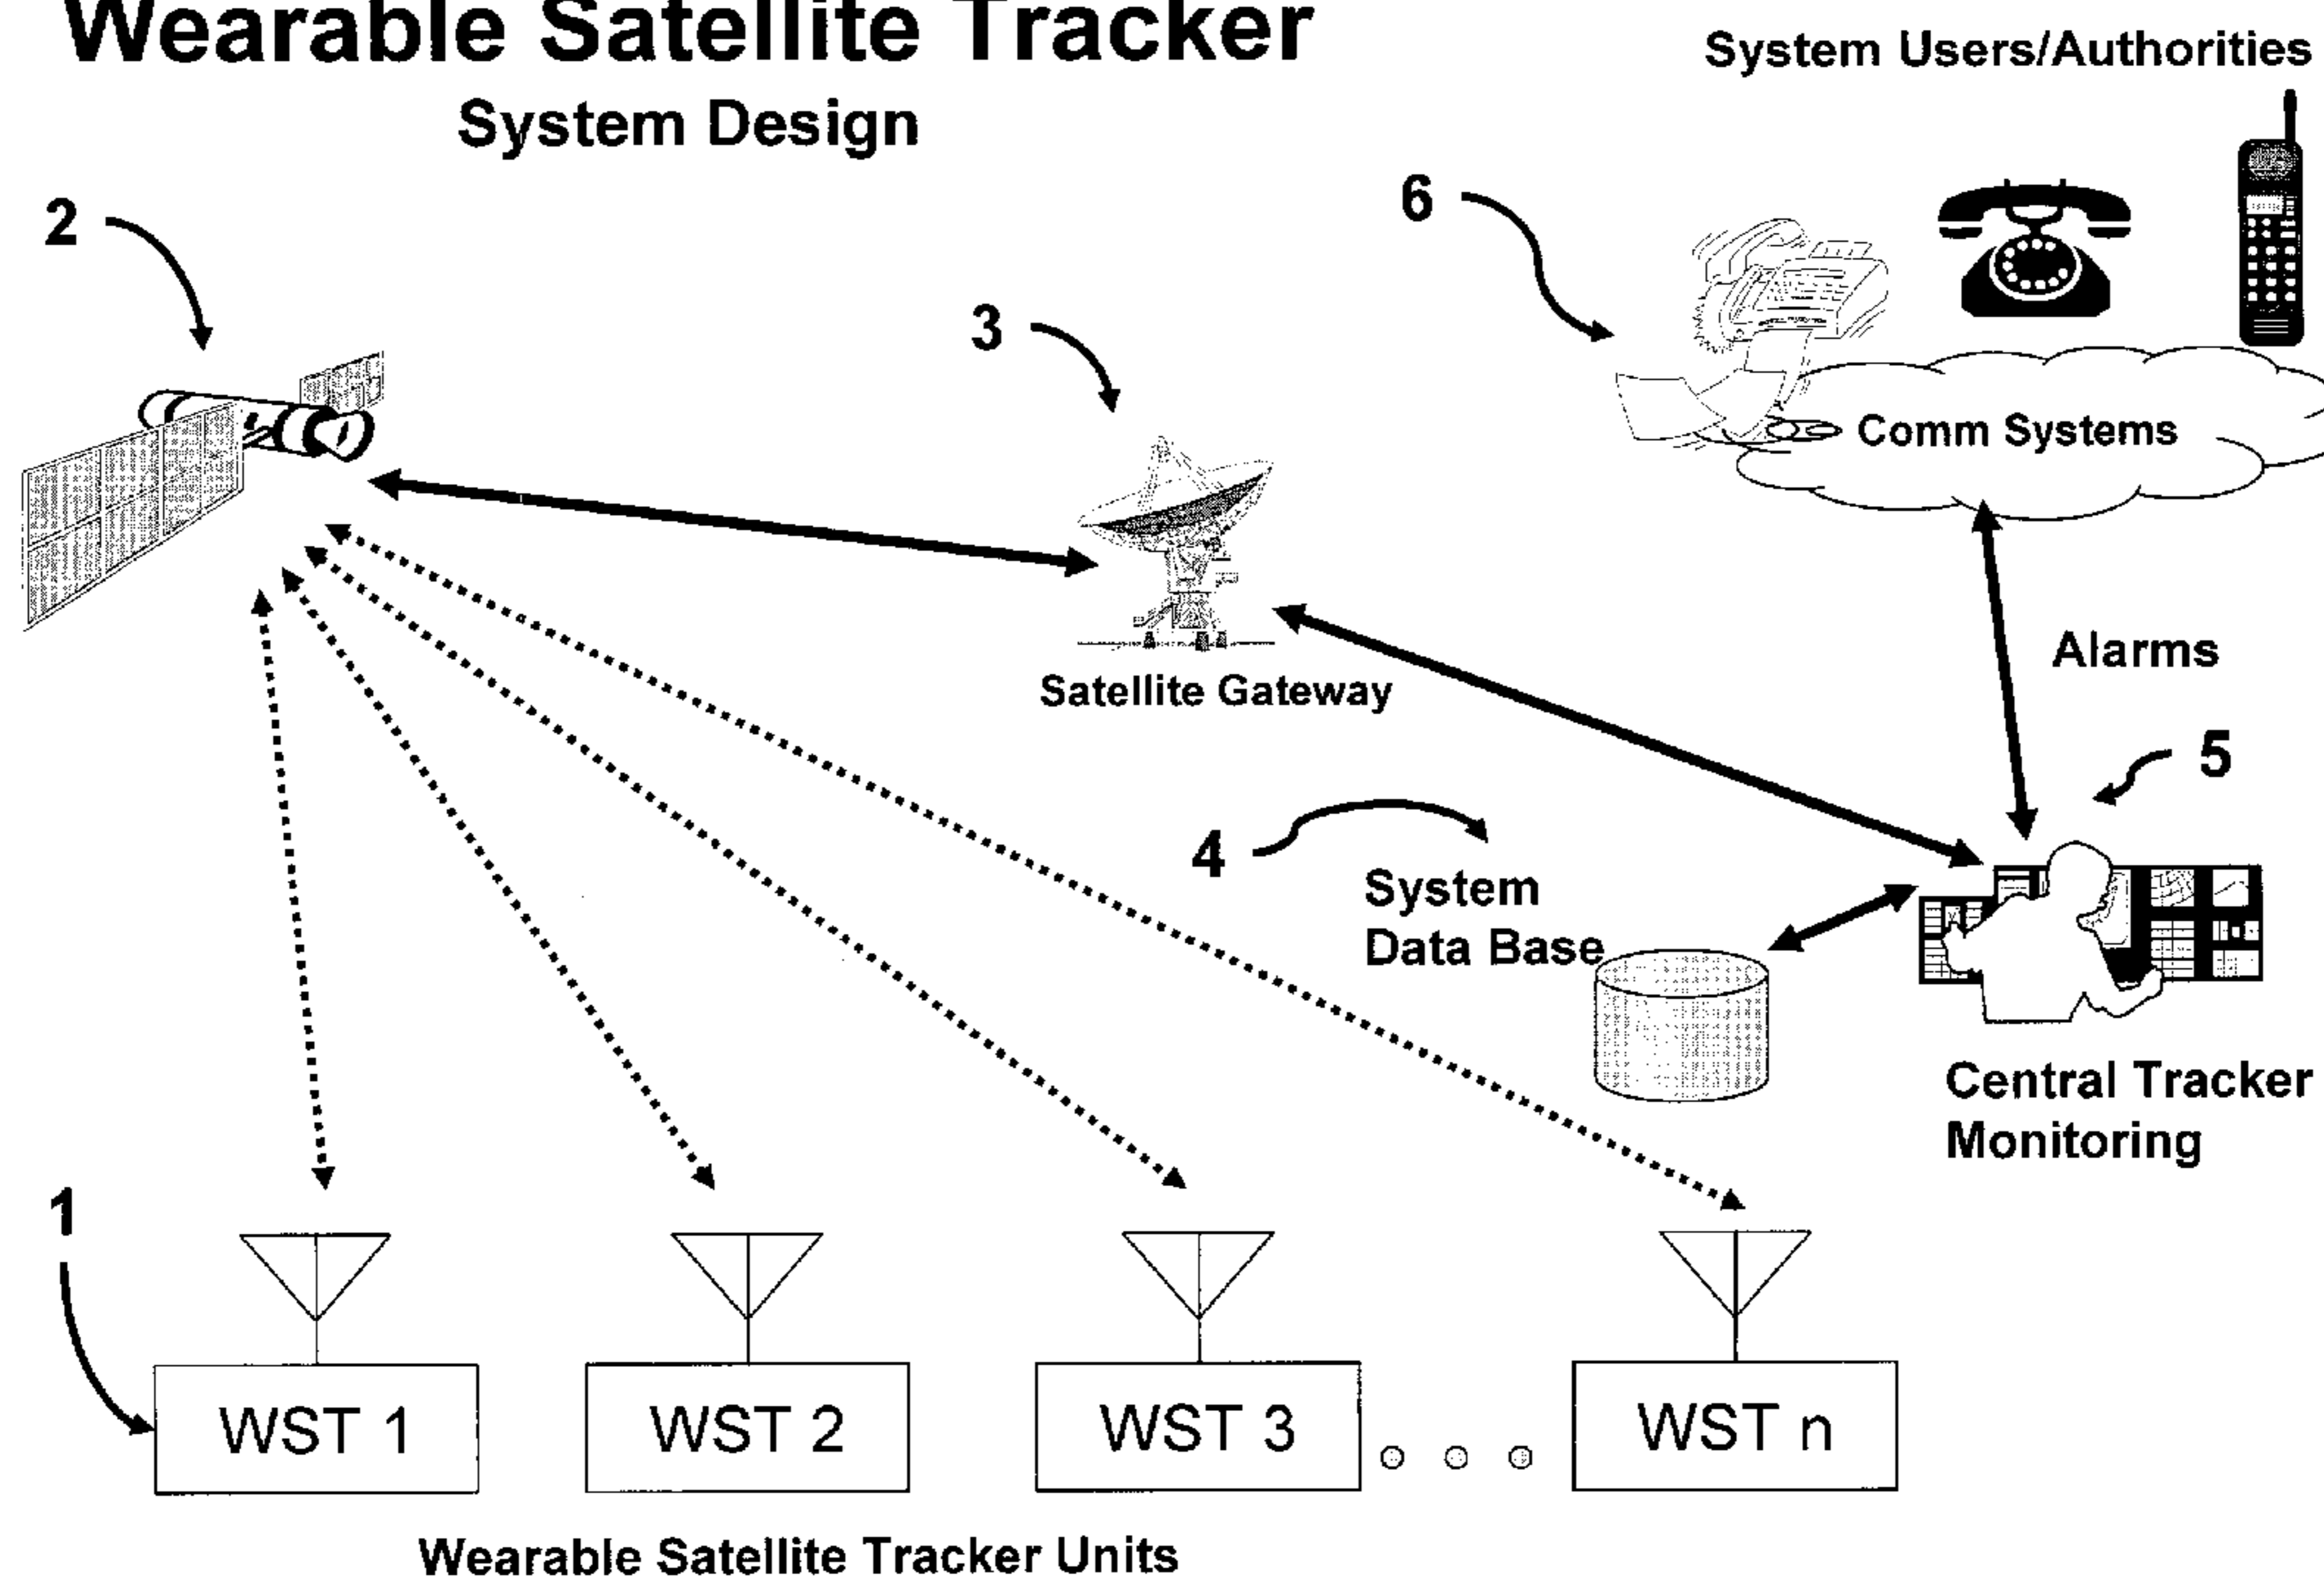 Wearable Satellite Tracker
System Design
System Users/Authorities
2
6
3
Comm Systems
Alarms
Satellite Gateway
5
4
System
Data Base
Central Tracker
Monitoring
1
WST 1
WST 2
WST 3
WST n
Wearable Satellite Tracker Units